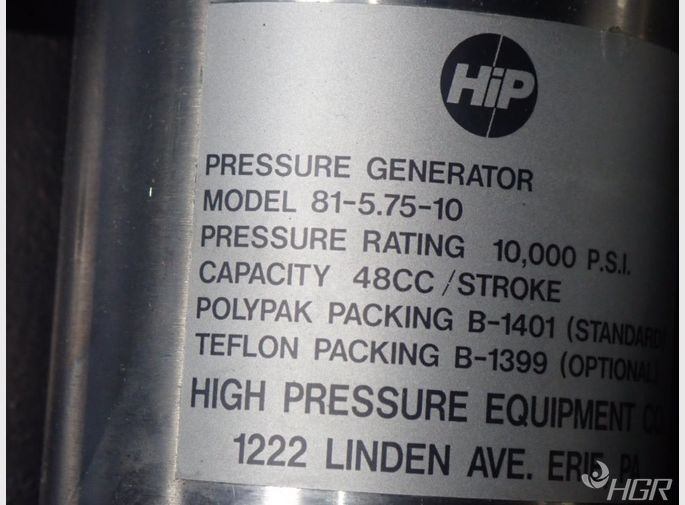 HiP
PRESSURE GENERATOR
MODEL 81-5.75-10
PRESSURE RATING 10,000 P.S.I.
CAPACITY 48CC/STROKE
POLYPAK PACKING B-1401 (STANDARD)
TEFLON PACKING B-1399 (OPTIONAL)
HIGH PRESSURE EQUIPMENT CO.
1222 LINDEN AVE. ERIE, PA
HGR